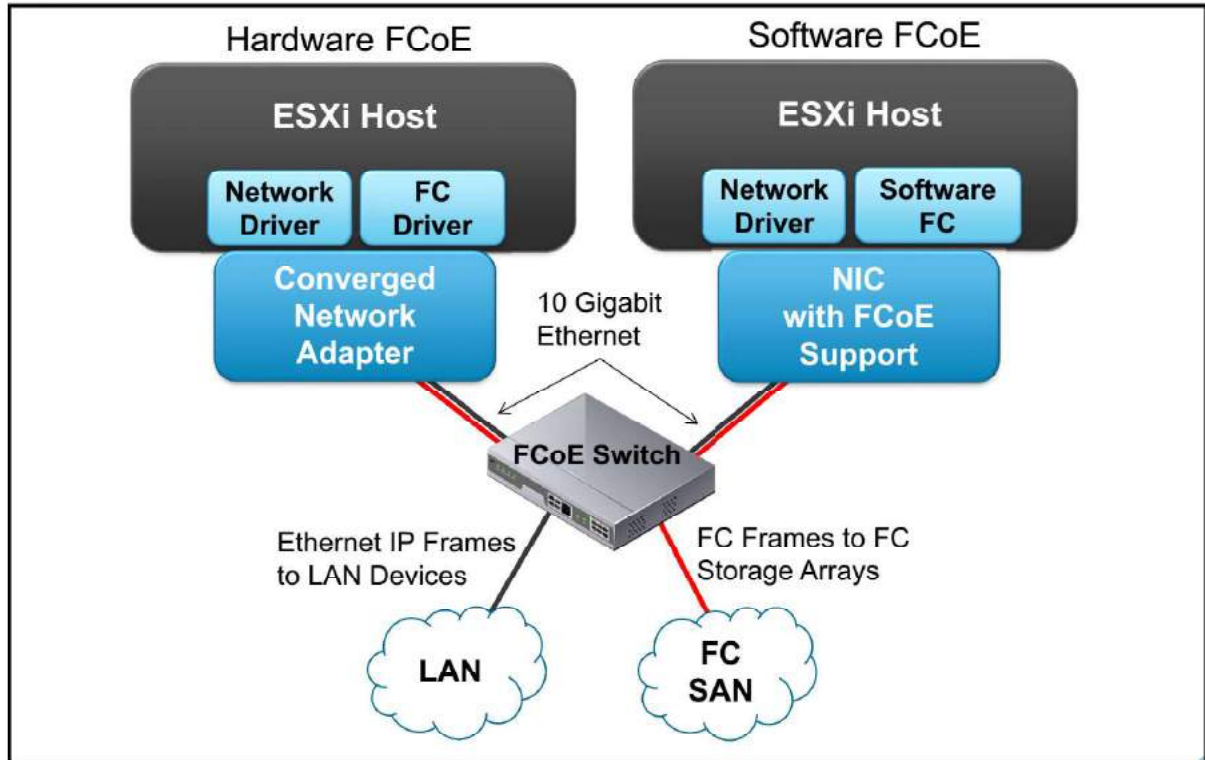 Hardware FCoE
Software FCoE
ESXi Host
ESXi Host
Network
Driver
FC
Driver
Network
Driver
Software
FC
Converged
Network
Adapter
10 Gigabit
Ethernet
NIC
with FCoE
Support
FCoE Switch
Ethernet IP Frames
to LAN Devices
FC Frames to FC
Storage Arrays
LAN
FC
SAN